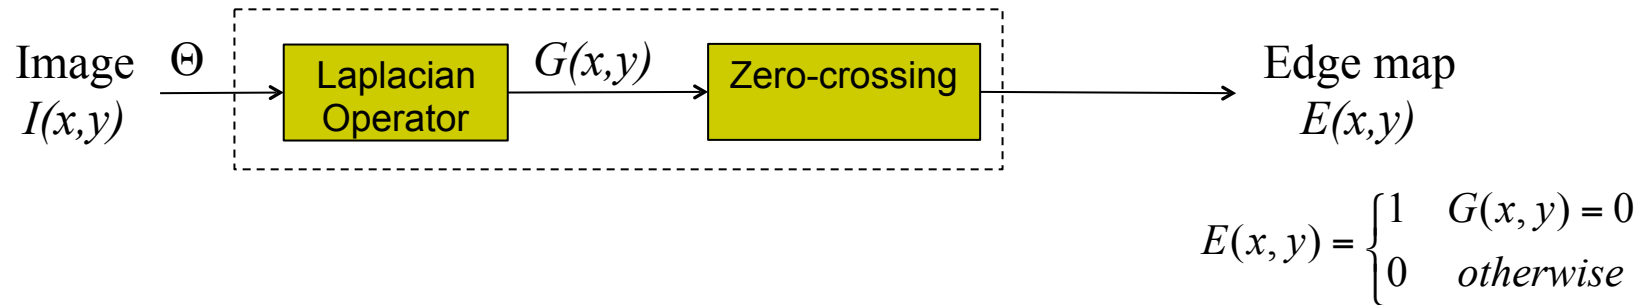 Image
I(x,y)
Θ
Laplacian
Operator
G(x,y)
Zero-crossing
Edge map
E(x,y)
E(x, y) = {1 G(x, y) = 0
0 otherwise